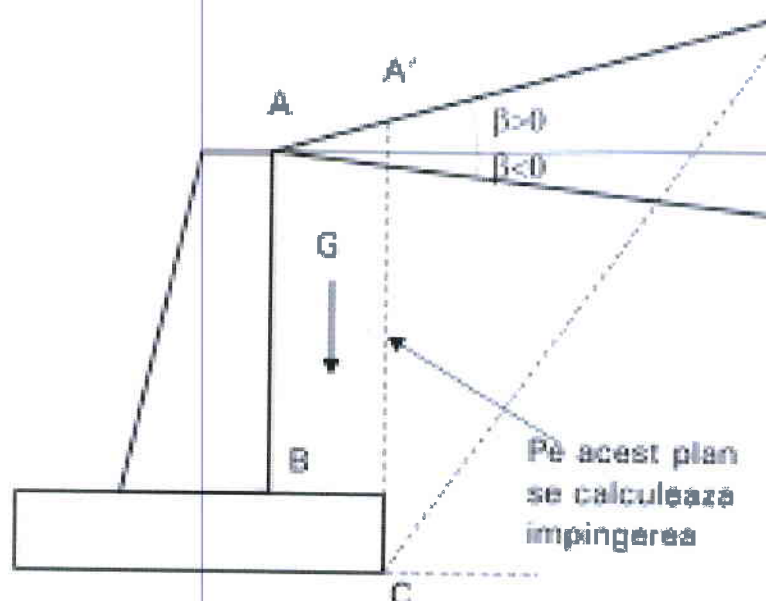 A'
A
β>0
β<0
G
B
Pe acest plan
se calculeaza
impingerea
C